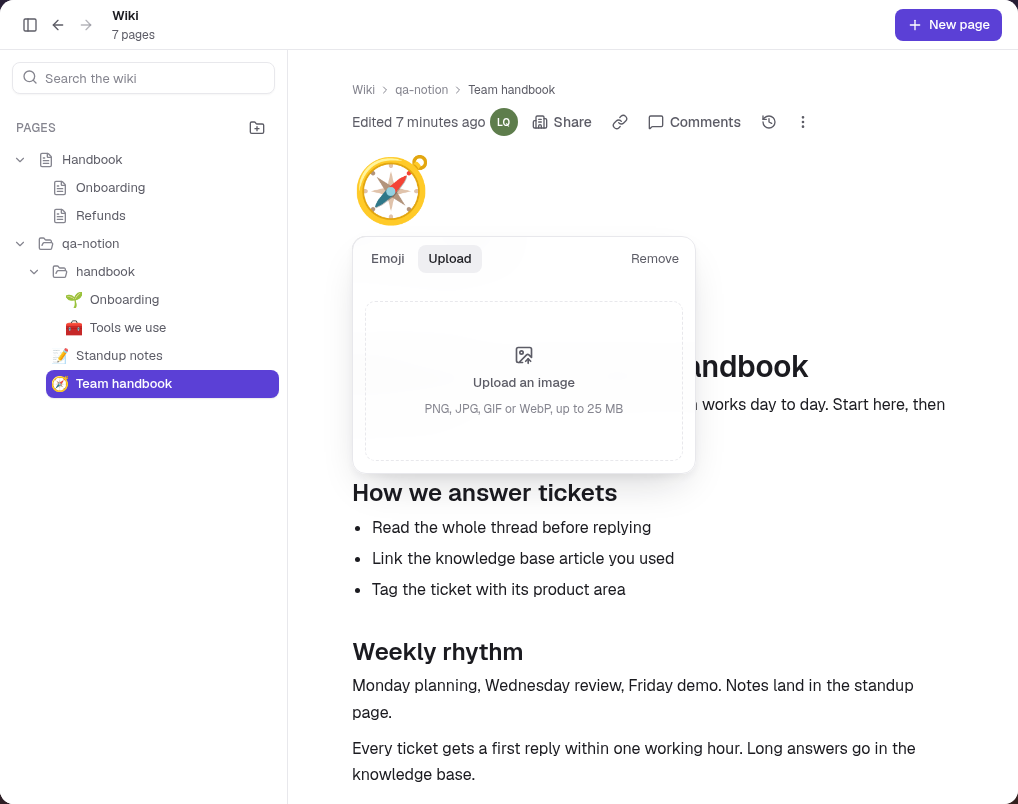 Wiki
7 pages
New page
Search the wiki
PAGES
Handbook
Onboarding
Refunds
qa-notion
handbook
Onboarding
Tools we use
Standup notes
Team handbook
Wiki > qa-notion > Team handbook
Edited 7 minutes ago LQ Share Comments
Emoji Upload Remove
Upload an image
PNG, JPG, GIF or WebP, up to 25 MB
andbook
works day to day. Start here, then
How we answer tickets
• Read the whole thread before replying
• Link the knowledge base article you used
• Tag the ticket with its product area
Weekly rhythm
Monday planning, Wednesday review, Friday demo. Notes land in the standup
page.
Every ticket gets a first reply within one working hour. Long answers go in the
knowledge base.